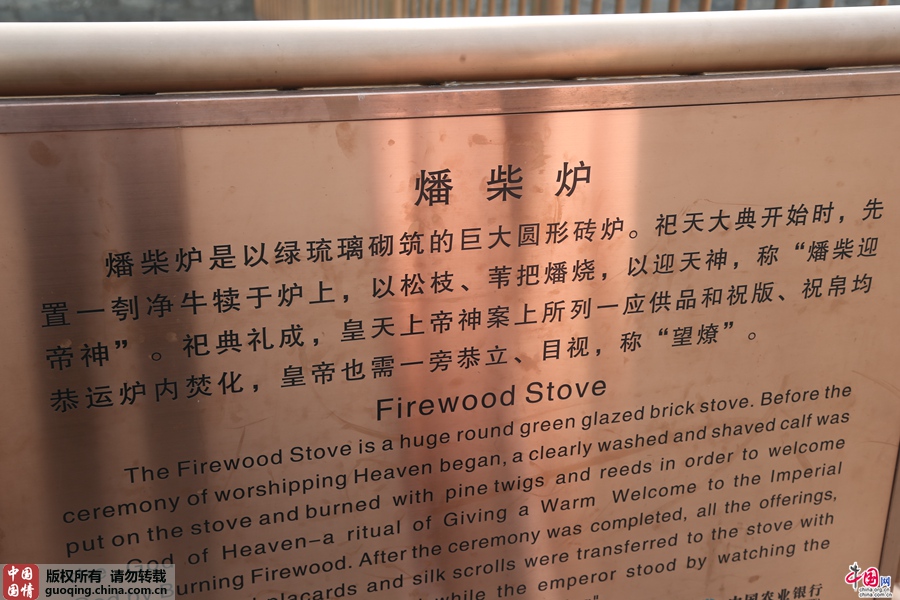 燔柴炉
燔柴炉是以绿琉璃砌筑的巨大圆形砖炉。祀天大典开始时，先
置一刳净牛犊于炉上，以松枝、苇把燔烧，以迎天神，称“燔柴迎
帝神”。祀典礼成，皇天上帝神案上所列一应供品和祝版、祝帛均
恭运炉内焚化，皇帝也需一旁恭立、目视，称“望燎”。
Firewood Stove
The Firewood Stove is a huge round green glazed brick stove. Before the
ceremony of worshipping Heaven began, a clearly washed and shaved calf was
put on the stove and burned with pine twigs and reeds in order to welcome
God of Heaven–a ritual of Giving a Warm Welcome to the Imperial
Burning Firewood. After the ceremony was completed, all the offerings,
placards and silk scrolls were transferred to the stove with
while the emperor stood by watching the
中国农业银行
中国国情
版权所有 请勿转载
guoqing.china.com.cn
中国网
china.org.cn
china.com.cn